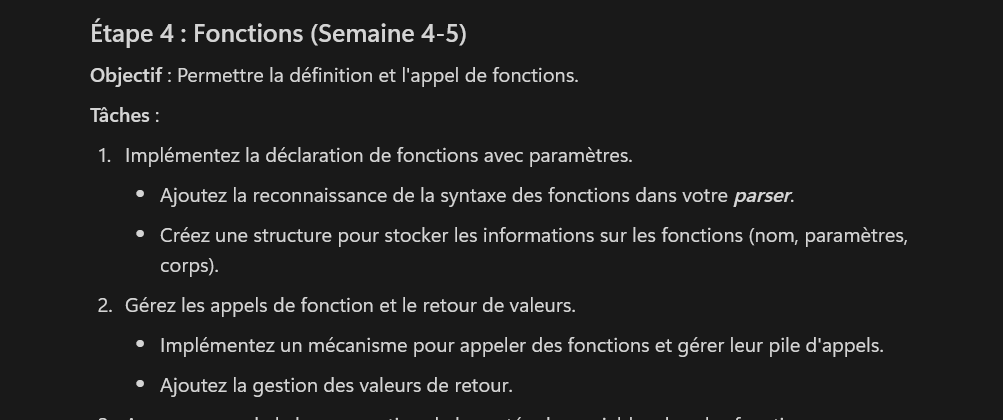 Étape 4 : Fonctions (Semaine 4-5)
Objectif : Permettre la définition et l'appel de fonctions.
Tâches :
1. Implémentez la déclaration de fonctions avec paramètres.
• Ajoutez la reconnaissance de la syntaxe des fonctions dans votre parser.
• Créez une structure pour stocker les informations sur les fonctions (nom, paramètres,
corps).
2. Gérez les appels de fonction et le retour de valeurs.
• Implémentez un mécanisme pour appeler des fonctions et gérer leur pile d'appels.
• Ajoutez la gestion des valeurs de retour.